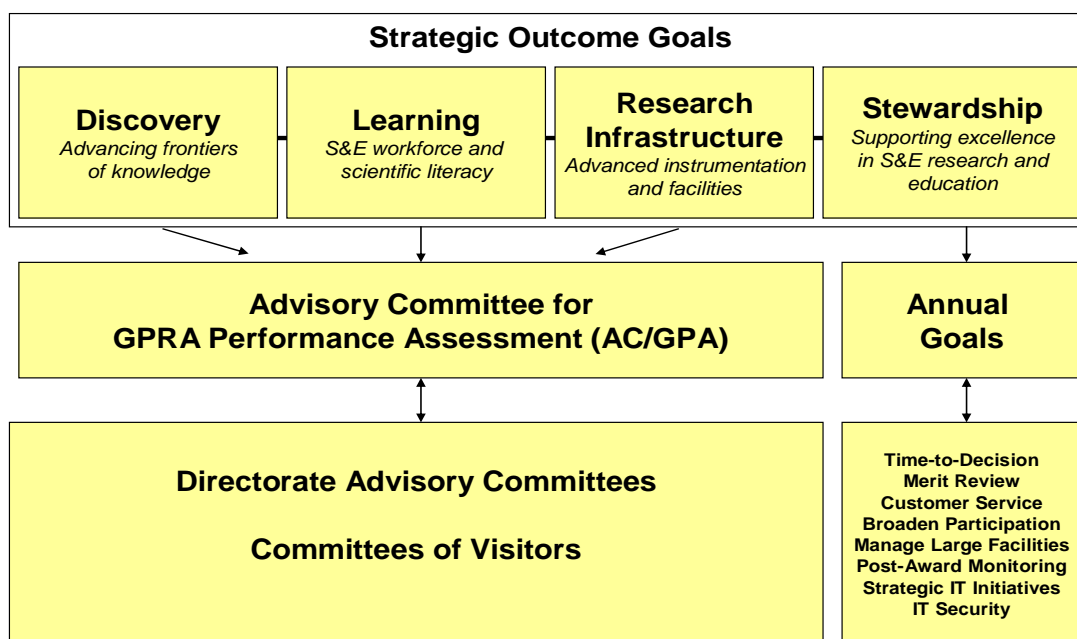 Strategic Outcome Goals
Discovery
Advancing frontiers
of knowledge
Learning
S&E workforce and
scientific literacy
Research
Infrastructure
Advanced instrumentation
and facilities
Stewardship
Supporting excellence
in S&E research and
education
Advisory Committee for
GPRA Performance Assessment (AC/GPA)
Annual
Goals
Directorate Advisory Committees
Committees of Visitors
Time-to-Decision
Merit Review
Customer Service
Broaden Participation
Manage Large Facilities
Post-Award Monitoring
Strategic IT Initiatives
IT Security